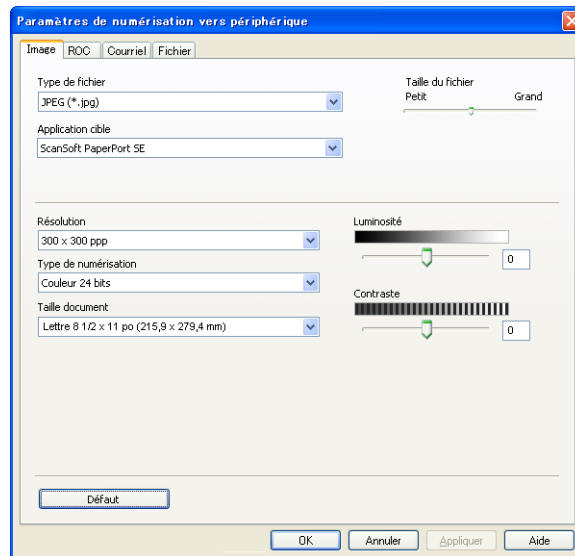 Paramètres de numérisation vers périphérique
Image ROC Courriel Fichier
Type de fichier
JPEG (*.jpg)
Taille du fichier
Petit Grand
Application cible
ScanSoft PaperPort SE
Résolution
300 x 300 ppp
Luminosité
0
Type de numérisation
Couleur 24 bits
Contraste
0
Taille document
Lettre 8 1/2 x 11 po (215,9 x 279,4 mm)
Défaut
OK Annuler Appliquer Aide